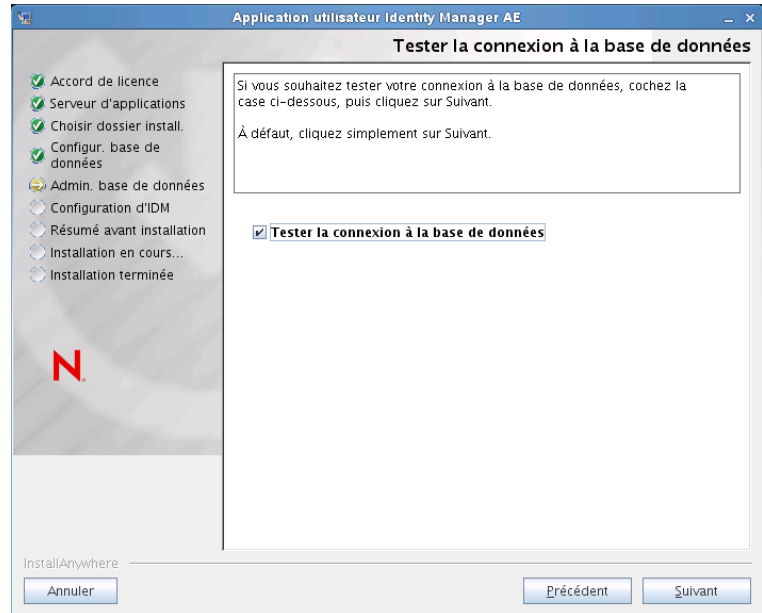 Application utilisateur Identity Manager AE
Tester la connexion à la base de données
Accord de licence
Serveur d'applications
Choisir dossier install.
Configur. base de
données
Admin. base de données
Configuration d'IDM
Résumé avant installation
Installation en cours...
Installation terminée
N
Si vous souhaitez tester votre connexion à la base de données, cochez la
case ci-dessous, puis cliquez sur Suivant.
À défaut, cliquez simplement sur Suivant.
Tester la connexion à la base de données
InstallAnywhere
Annuler
Précédent
Suivant